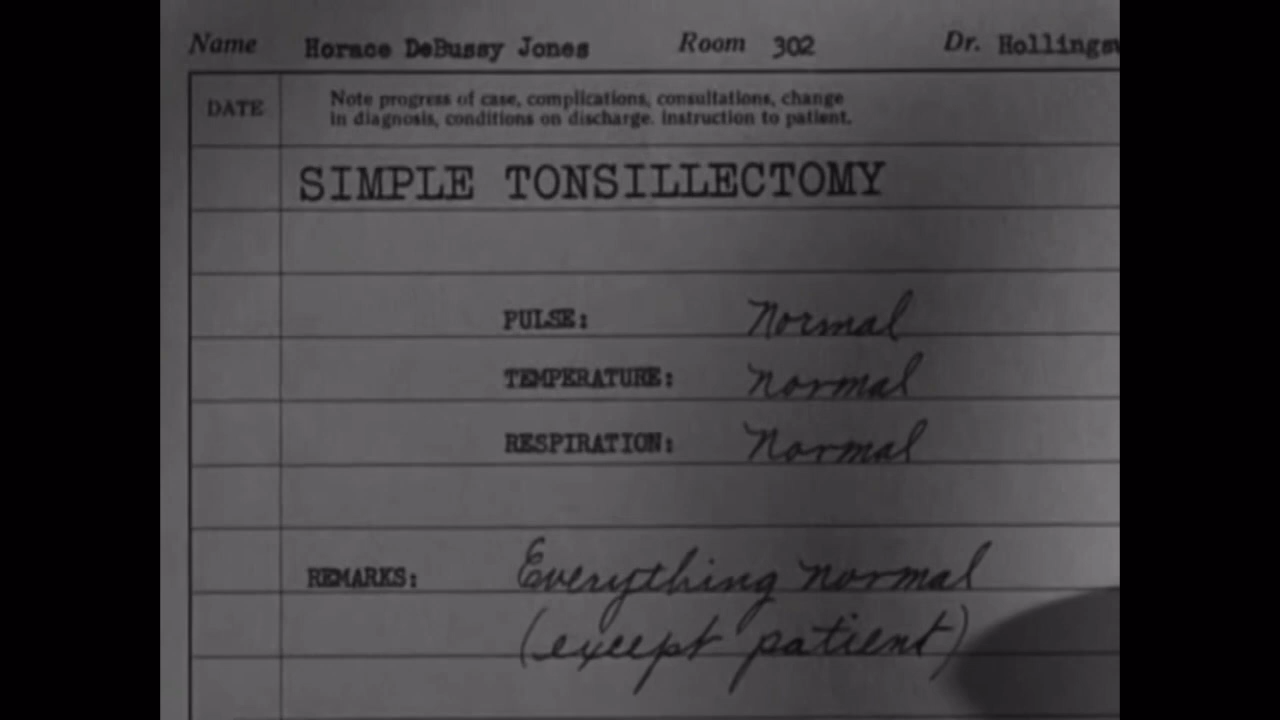 Name Horace DeBussy Jones Room 302 Dr.
DATE
Note progress of case, complications, consultations, change
in diagnosis, conditions on discharge. instruction to patient.
SIMPLE TONSILLECTOMY
PULSE: Normal
TEMPERATURE: normal
RESPIRATION: Normal
REMARKS: Everything normal
(except patient)